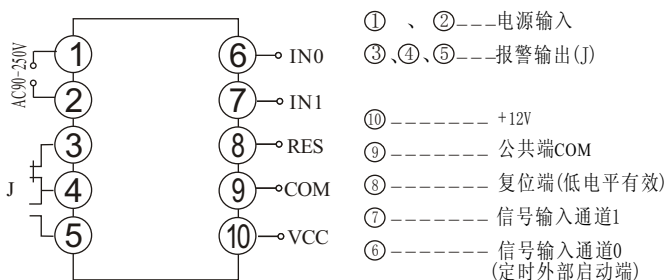 ① 、 ②---电源输入
③、④、⑤---报警输出(J)
⑩------- +12V
⑨------- 公共端COM
⑧------- 复位端(低电平有效)
⑦------- 信号输入通道1
⑥------- 信号输入通道0
(定时外部启动端)
AC90-250V
J
1
2
3
4
5
6 IN0
7 IN1
8 RES
9 COM
10 VCC